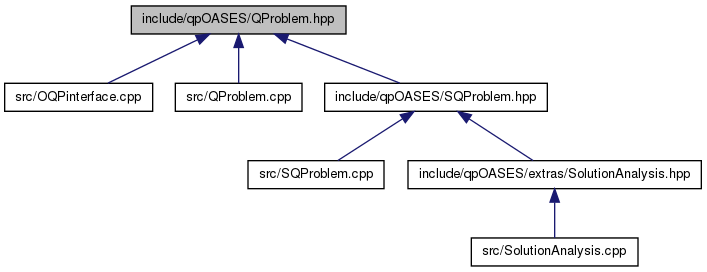 include/qpOASES/QProblem.hpp
src/OQPinterface.cpp
src/QProblem.cpp
include/qpOASES/SQProblem.hpp
src/SQProblem.cpp
include/qpOASES/extras/SolutionAnalysis.hpp
src/SolutionAnalysis.cpp